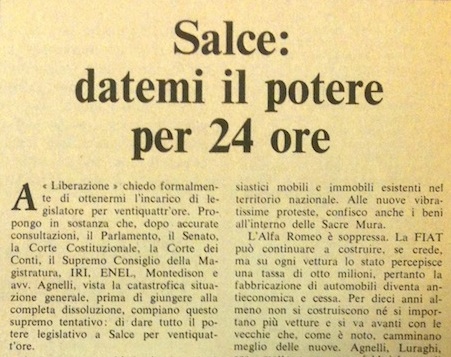 Salce:
datemi il potere
per 24 ore
A « Liberazione » chiedo formalmen-
te di ottenermi l'incarico di le-
gislatore per ventiquattr'ore. Pro-
pongo in sostanza che, dopo accurate
consultazioni, il Parlamento, il Senato,
la Corte Costituzionale, la Corte dei
Conti, il Supremo Consiglio della Ma-
gistratura, IRI, ENEL, Montedison e
avv. Agnelli, vista la catastrofica situa-
zione generale, prima di giungere alla
completa dissoluzione, compiano questo
supremo tentativo: di dare tutto il po-
tere legislativo a Salce per ventiquat-
t'ore.
siastici mobili e immobili esistenti nel
territorio nazionale. Alle nuove vibra-
tissime proteste, confisco anche i beni
all'interno delle Sacre Mura.
L'Alfa Romeo è soppressa. La FIAT
può continuare a costruire, se crede,
ma su ogni vettura lo stato percepisce
una tassa di otto milioni, pertanto la
fabbricazione di automobili diventa an-
tieconomica e cessa. Per dieci anni al-
meno non si costruiscono né si impor-
tano più vetture e si va avanti con le
vecchie che, come è noto, camminano
meglio delle nuove. Agnelli, Luraghi,